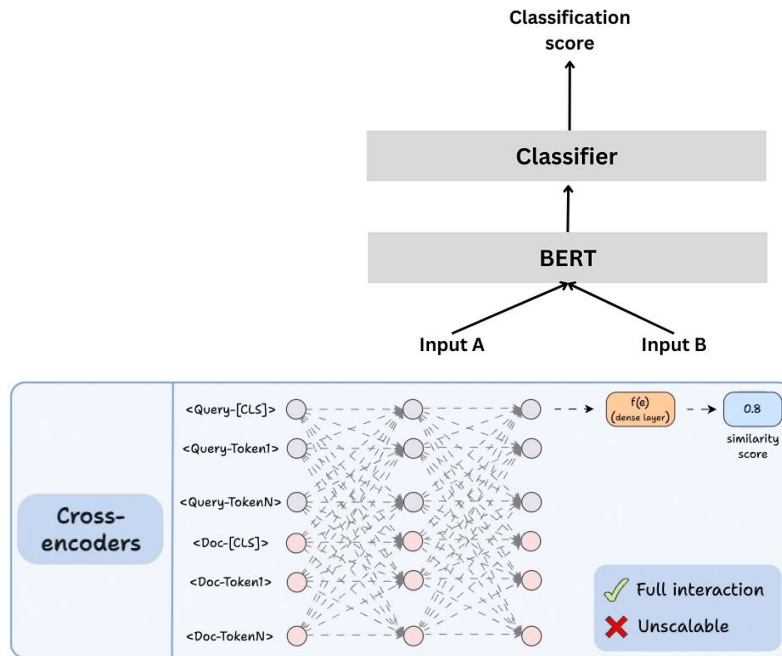 Classification
score
Classifier
BERT
Input A
Input B
Cross-
encoders
<Query-[CLS]>
<Query-Token1>
<Query-TokenN>
<Doc-[CLS]>
<Doc-Token1>
<Doc-TokenN>
f(e)
(dense layer)
0.8
similarity
score
Full interaction
Unscalable